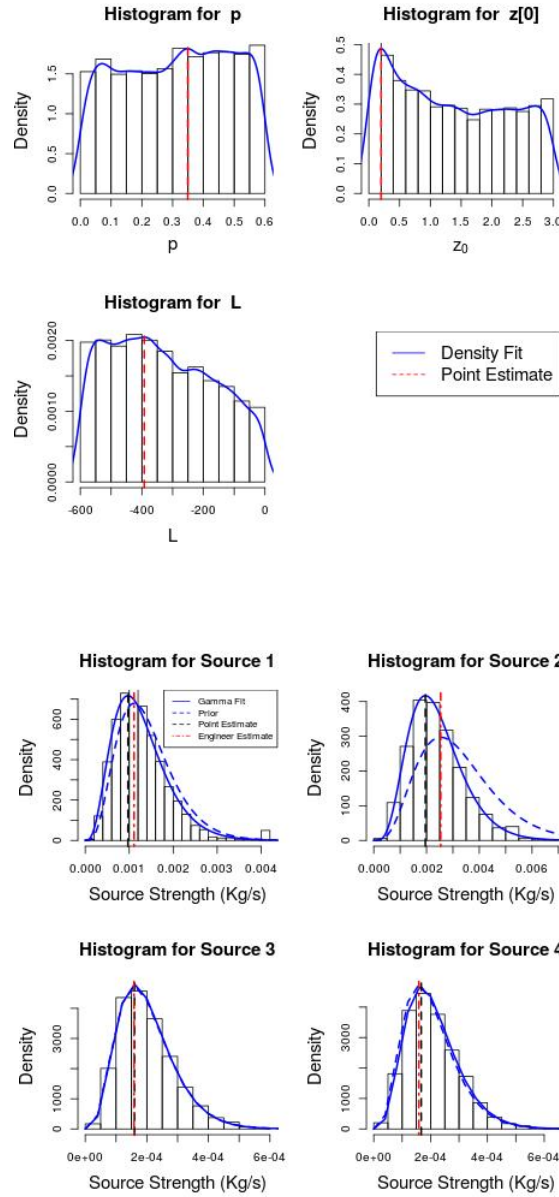 Histogram for p
Histogram for z[0]
Density
0.0 0.5 1.0 1.5
0.0 0.1 0.2 0.3 0.4 0.5 0.6
p
Density
0.0 0.1 0.2 0.3 0.4 0.5
0.0 0.5 1.0 1.5 2.0 2.5 3.0
z0
Histogram for L
Density
0.0000 0.0010 0.0020
-600 -400 -200 0
L
Density Fit
Point Estimate
Histogram for Source 1
Histogram for Source 2
Density
0 200 400 600
Gamma Fit
Prior
Point Estimate
Engineer Estimate
0.000 0.001 0.002 0.003 0.004
Source Strength (Kg/s)
Density
0 100 200 300 400
0.000 0.002 0.004 0.006
Source Strength (Kg/s)
Histogram for Source 3
Histogram for Source 4
Density
0 1000 3000
0e+00 2e-04 4e-04 6e-04
Source Strength (Kg/s)
Density
0 1000 3000
0e+00 2e-04 4e-04 6e-04
Source Strength (Kg/s)